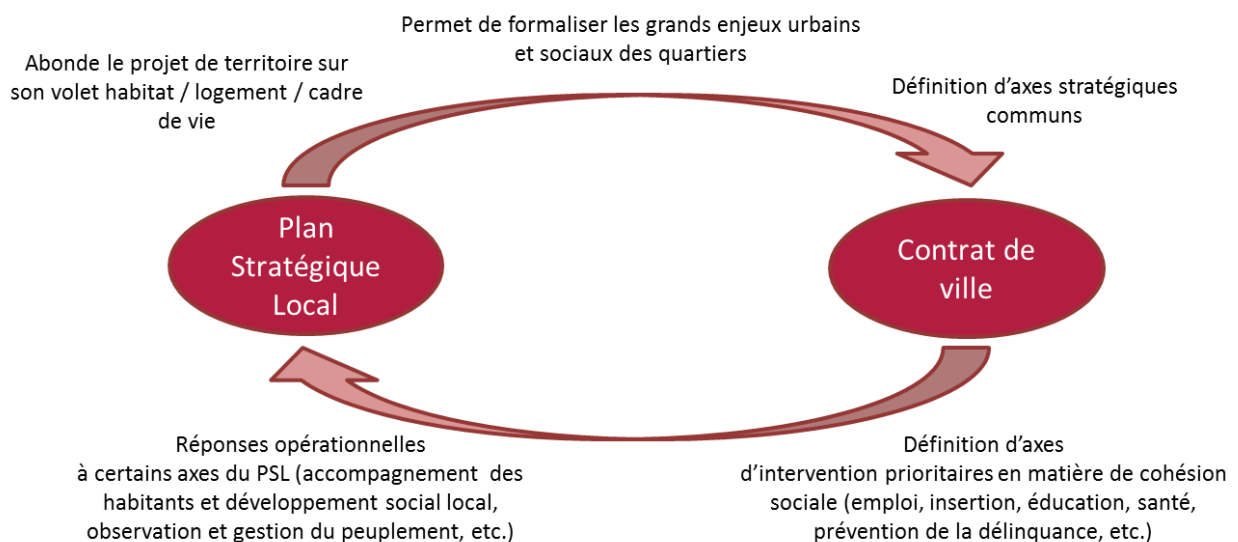 Permet de formaliser les grands enjeux urbains
et sociaux des quartiers
Abonde le projet de territoire sur
son volet habitat / logement / cadre
de vie
Définition d'axes stratégiques
communs
Plan
Stratégique
Local
Contrat de
ville
Réponses opérationnelles
à certains axes du PSL (accompagnement des
habitants et développement social local,
observation et gestion du peuplement, etc.)
Définition d'axes
d'intervention prioritaires en matière de cohésion
sociale (emploi, insertion, éducation, santé,
prévention de la délinquance, etc.)